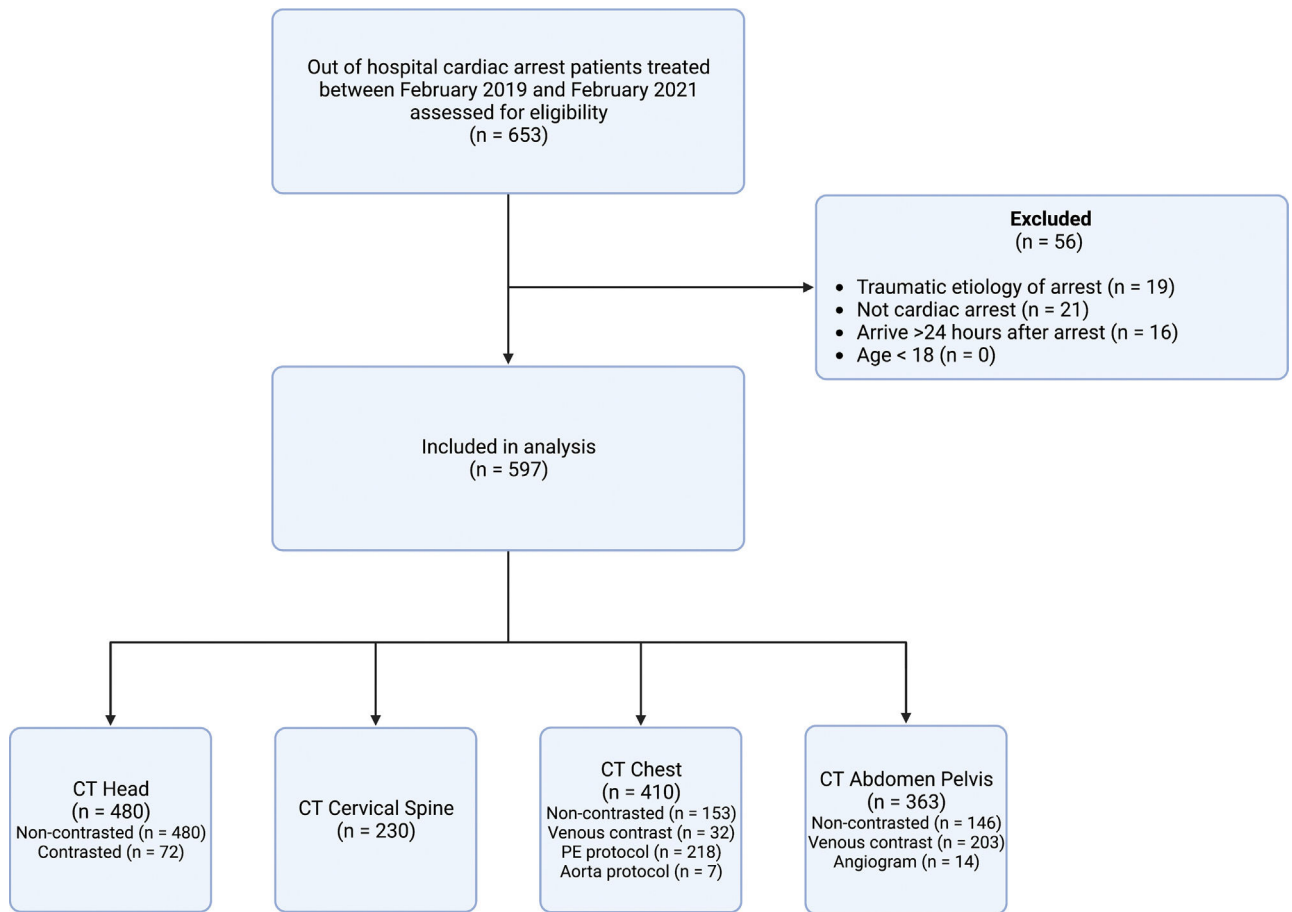 Out of hospital cardiac arrest patients treated
between February 2019 and February 2021
assessed for eligibility
(n = 653)
Excluded
(n = 56)
• Traumatic etiology of arrest (n = 19)
• Not cardiac arrest (n = 21)
• Arrive >24 hours after arrest (n = 16)
• Age < 18 (n = 0)
Included in analysis
(n = 597)
CT Head
(n = 480)
Non-contrasted (n = 480)
Contrasted (n = 72)
CT Cervical Spine
(n = 230)
CT Chest
(n = 410)
Non-contrasted (n = 153)
Venous contrast (n = 32)
PE protocol (n = 218)
Aorta protocol (n = 7)
CT Abdomen Pelvis
(n = 363)
Non-contrasted (n = 146)
Venous contrast (n = 203)
Angiogram (n = 14)